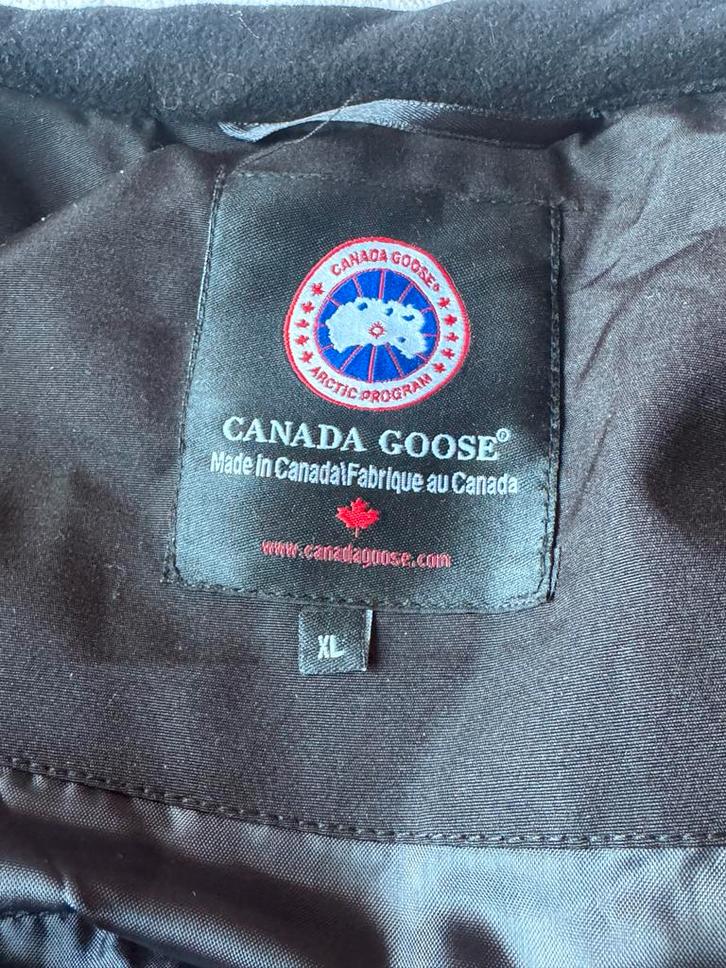 CANADA GOOSE®
ARCTIC PROGRAM
CANADA GOOSE®
Made in Canada\Fabrique au Canada
www.canadagoose.com
XL